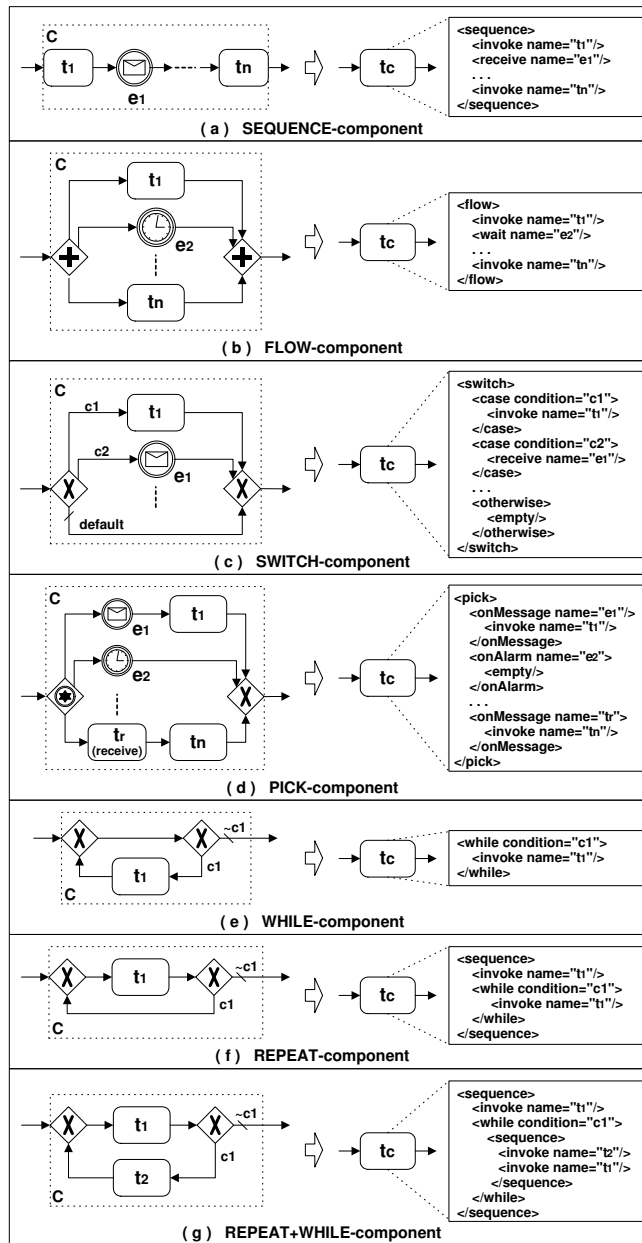 C
t1
e1
tn
tc
<sequence>
<invoke name="t1"/>
<receive name="e1"/>
. . .
<invoke name="tn"/>
</sequence>
( a ) SEQUENCE-component
C
t1
e2
tn
tc
<flow>
<invoke name="t1"/>
<wait name="e2"/>
. . .
<invoke name="tn"/>
</flow>
( b ) FLOW-component
C
c1
t1
c2
e1
default
tc
<switch>
<case condition="c1">
<invoke name="t1"/>
</case>
<case condition="c2">
<receive name="e1"/>
</case>
. . .
<otherwise>
<empty/>
</otherwise>
</switch>
( c ) SWITCH-component
C
e1
t1
e2
tr
(receive)
tn
tc
<pick>
<onMessage name="e1"/>
<invoke name="t1"/>
</onMessage>
<onAlarm name="e2">
<empty/>
</onAlarm>
. . .
<onMessage name="tr">
<invoke name="tn"/>
</onMessage>
</pick>
( d ) PICK-component
~c1
t1
c1
C
tc
<while condition="c1">
<invoke name="t1"/>
</while>
( e ) WHILE-component
t1
~c1
c1
C
tc
<sequence>
<invoke name="t1"/>
<while condition="c1">
<invoke name="t1"/>
</while>
</sequence>
( f ) REPEAT-component
t1
~c1
c1
t2
C
tc
<sequence>
<invoke name="t1"/>
<while condition="c1">
<sequence>
<invoke name="t2"/>
<invoke name="t1"/>
</sequence>
</while>
</sequence>
( g ) REPEAT+WHILE-component